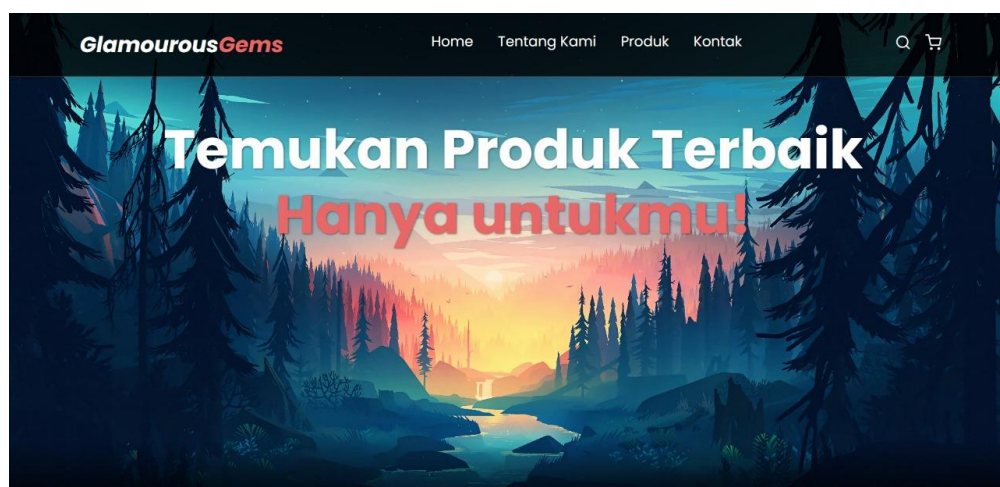 GlamourousGems
Home Tentang Kami Produk Kontak
Temukan Produk Terbaik
Hanya untukmu!